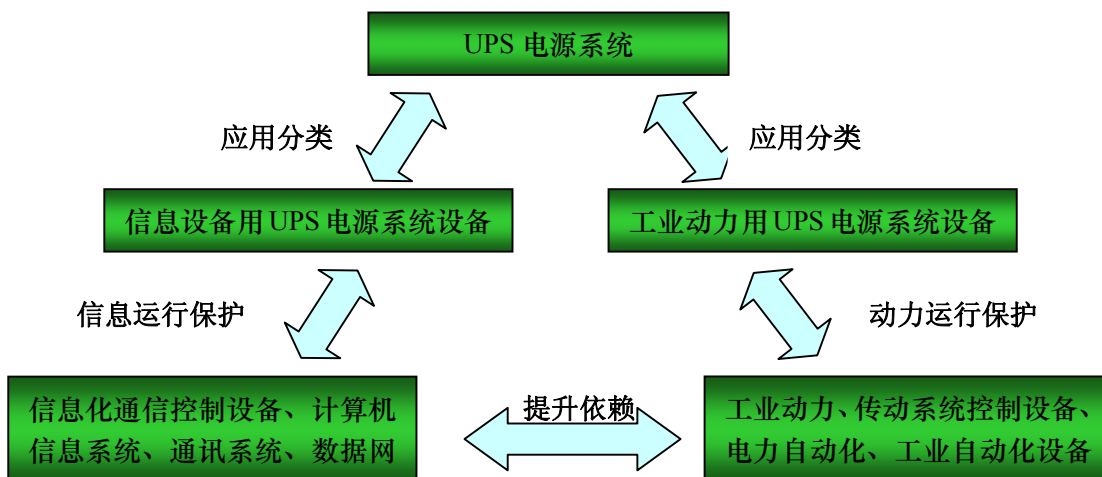 UPS 电源系统
应用分类
应用分类
信息设备用UPS 电源系统设备
工业动力用UPS 电源系统设备
信息运行保护
动力运行保护
信息化通信控制设备、计算机
信息系统、通讯系统、数据网
提升依赖
工业动力、传动系统控制设备、
电力自动化、工业自动化设备